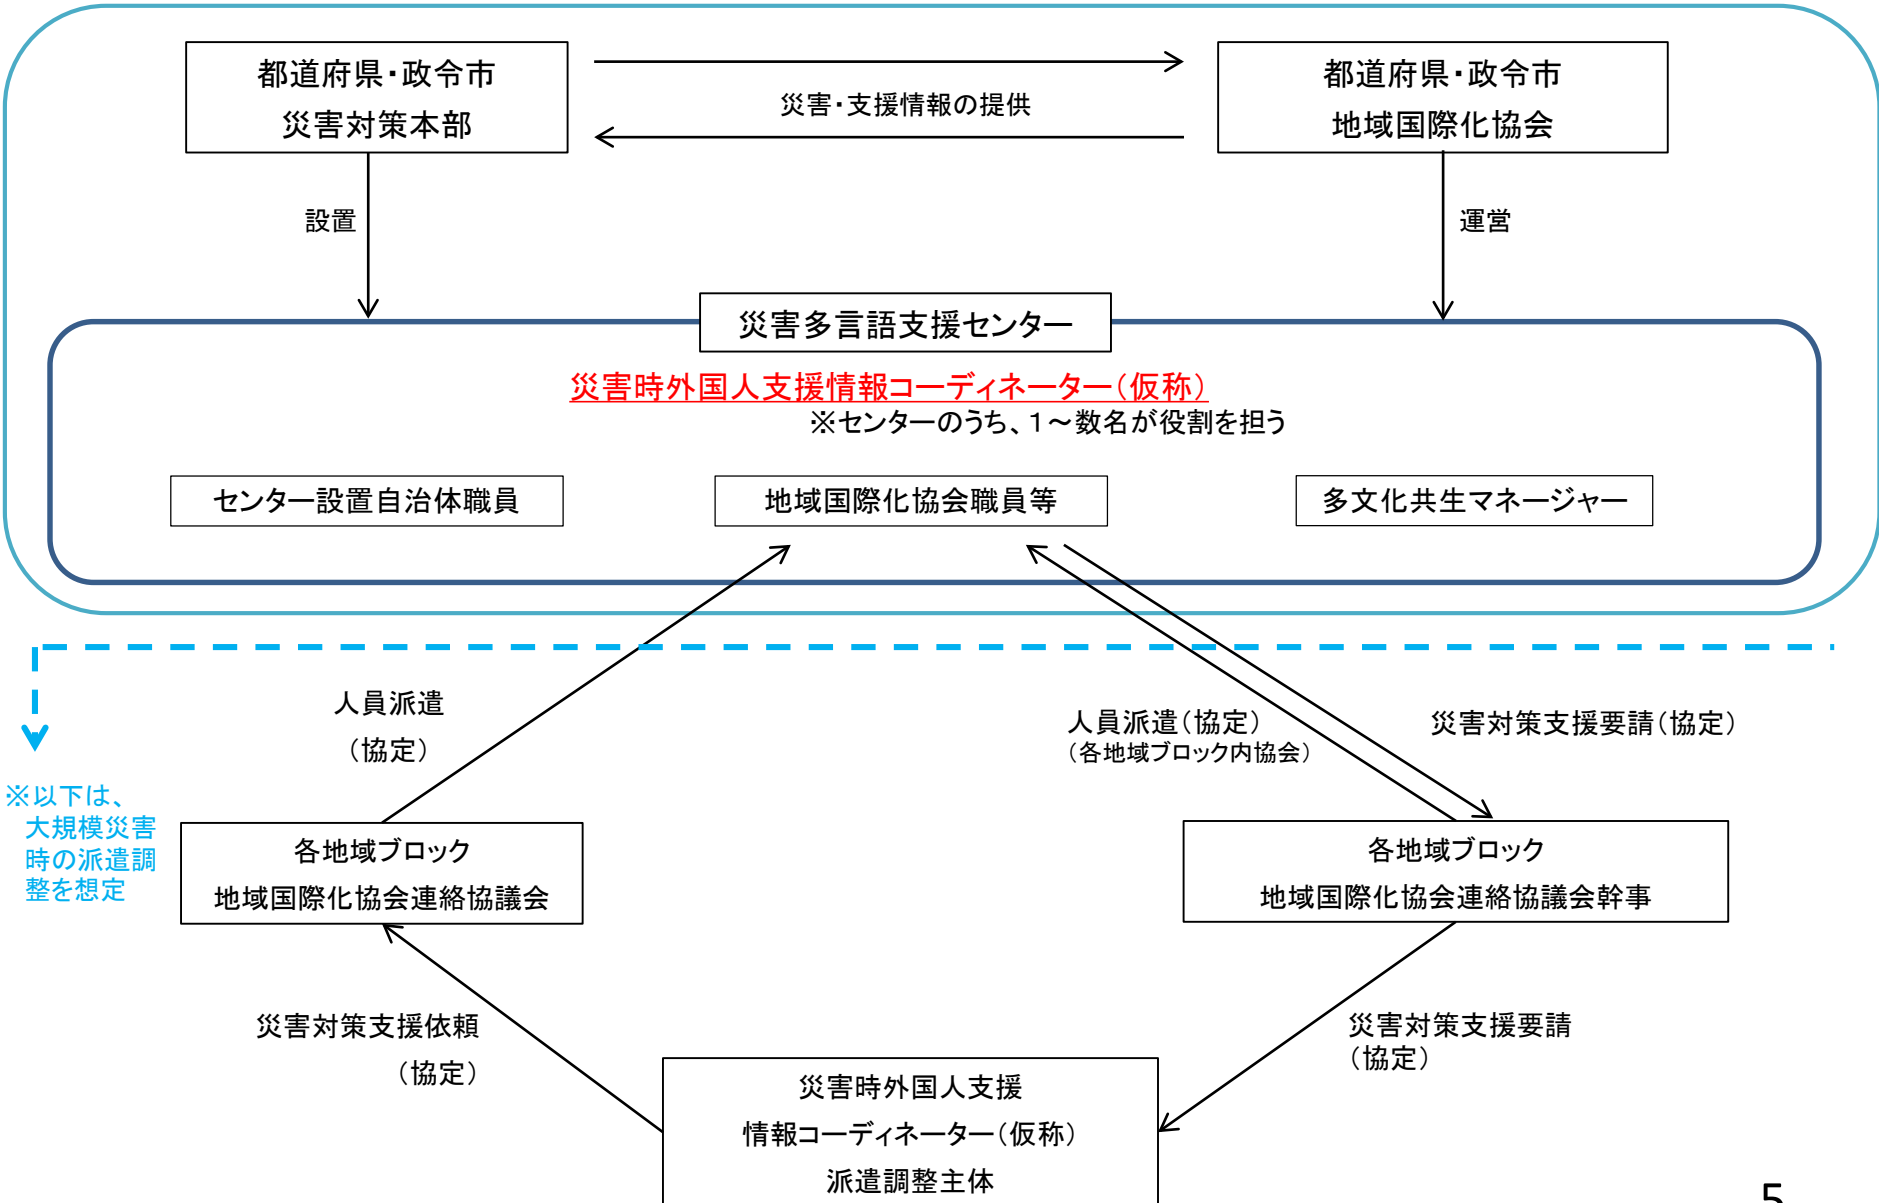 都道府県・政令市
災害対策本部
災害・支援情報の提供
都道府県・政令市
地域国際化協会
設置
運営
災害多言語支援センター
災害時外国人支援情報コーディネーター(仮称)
※センターのうち、1～数名が役割を担う
センター設置自治体職員
地域国際化協会職員等
多文化共生マネージャー
人員派遣
(協定)
人員派遣(協定)
(各地域ブロック内協会)
災害対策支援要請(協定)
※以下は、
大規模災害
時の派遣調
整を想定
各地域ブロック
地域国際化協会連絡協議会
各地域ブロック
地域国際化協会連絡協議会幹事
災害対策支援依頼
(協定)
災害対策支援要請
(協定)
災害時外国人支援
情報コーディネーター(仮称)
派遣調整主体
5